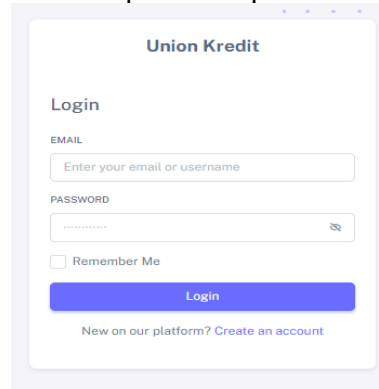 Union Kredit
Login
EMAIL
Enter your email or username
PASSWORD
············
Remember Me
Login
New on our platform? Create an account